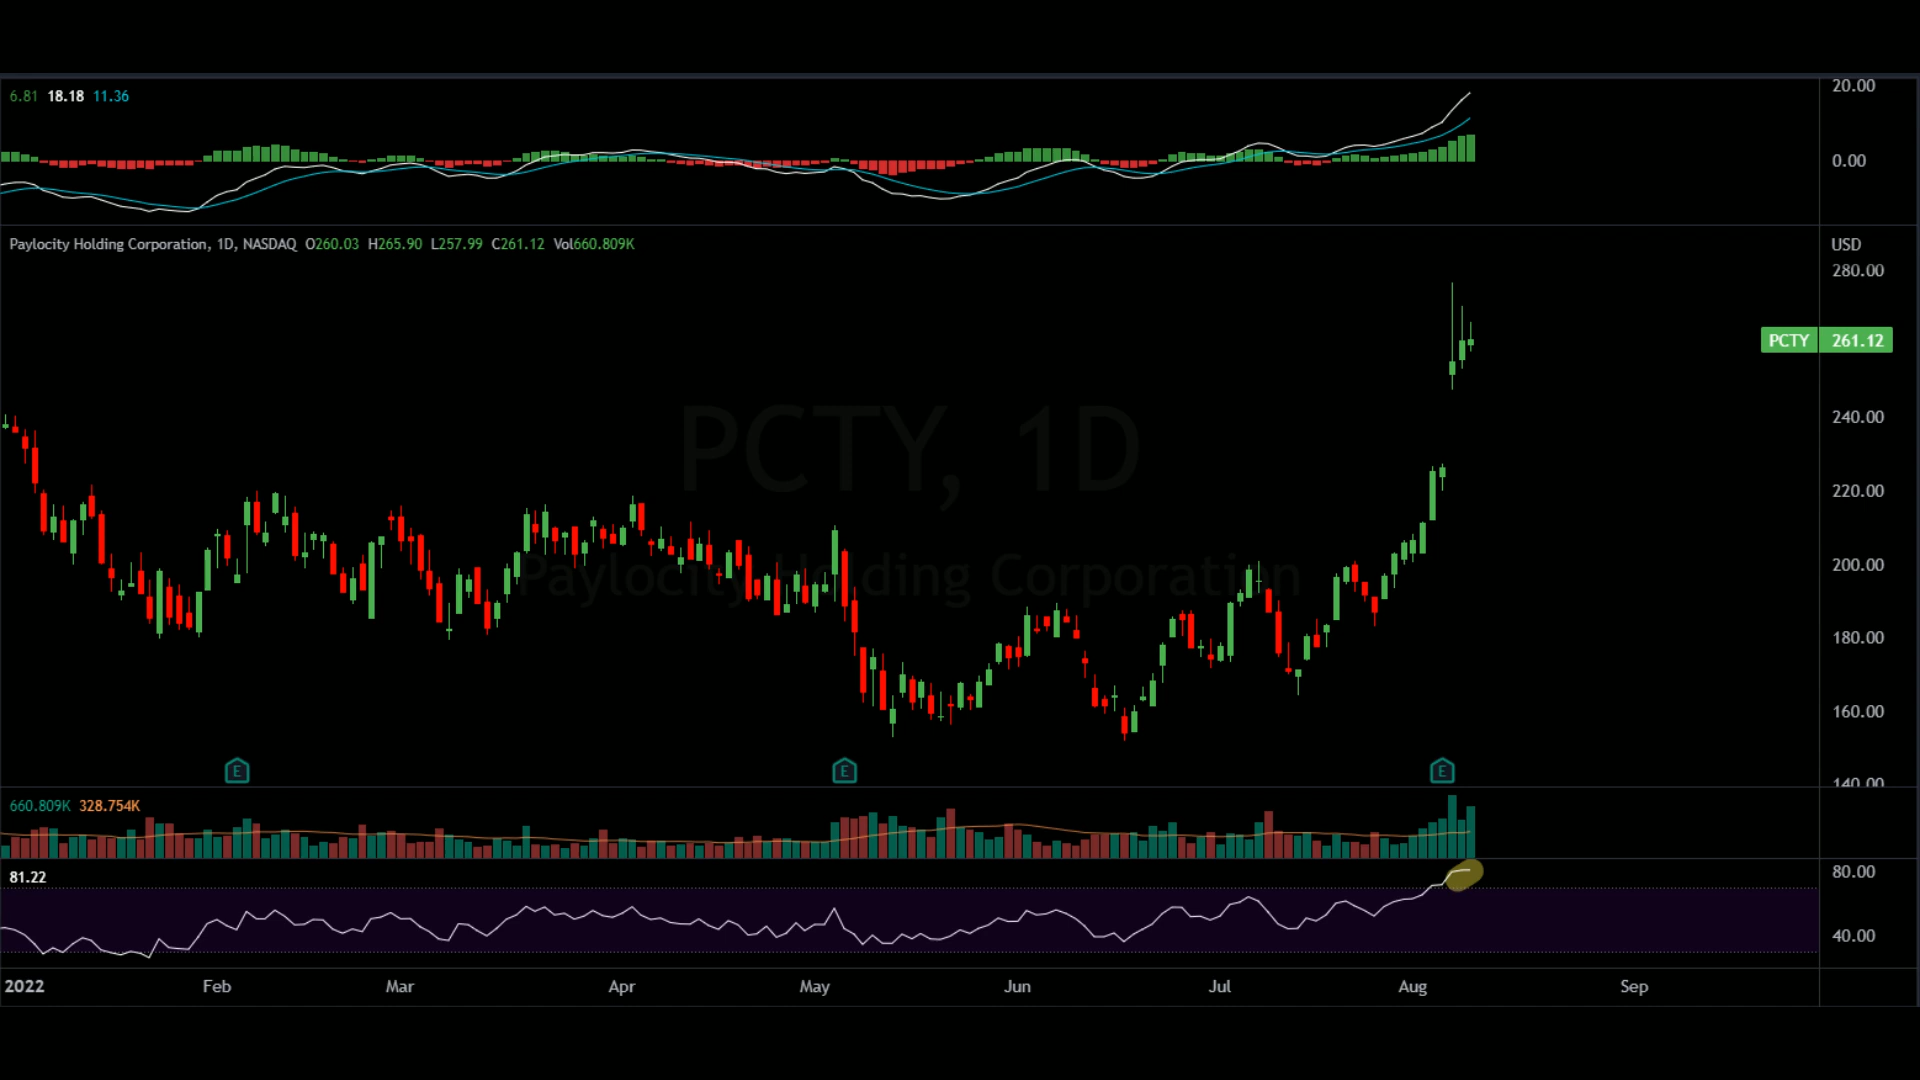 20.00
6.81 18.18 11.36
0.00
Paylocity Holding Corporation, 1D, NASDAQ O260.03 H265.90 L257.99 C261.12 Vol660.809K
USD
280.00
PCTY 261.12
240.00
PCTY, 1D
220.00
200.00
Paylocity Holding Corporation
180.00
160.00
E E E
140.00
660.809K 328.754K
81.22
80.00
40.00
2022 Feb Mar Apr May Jun Jul Aug Sep